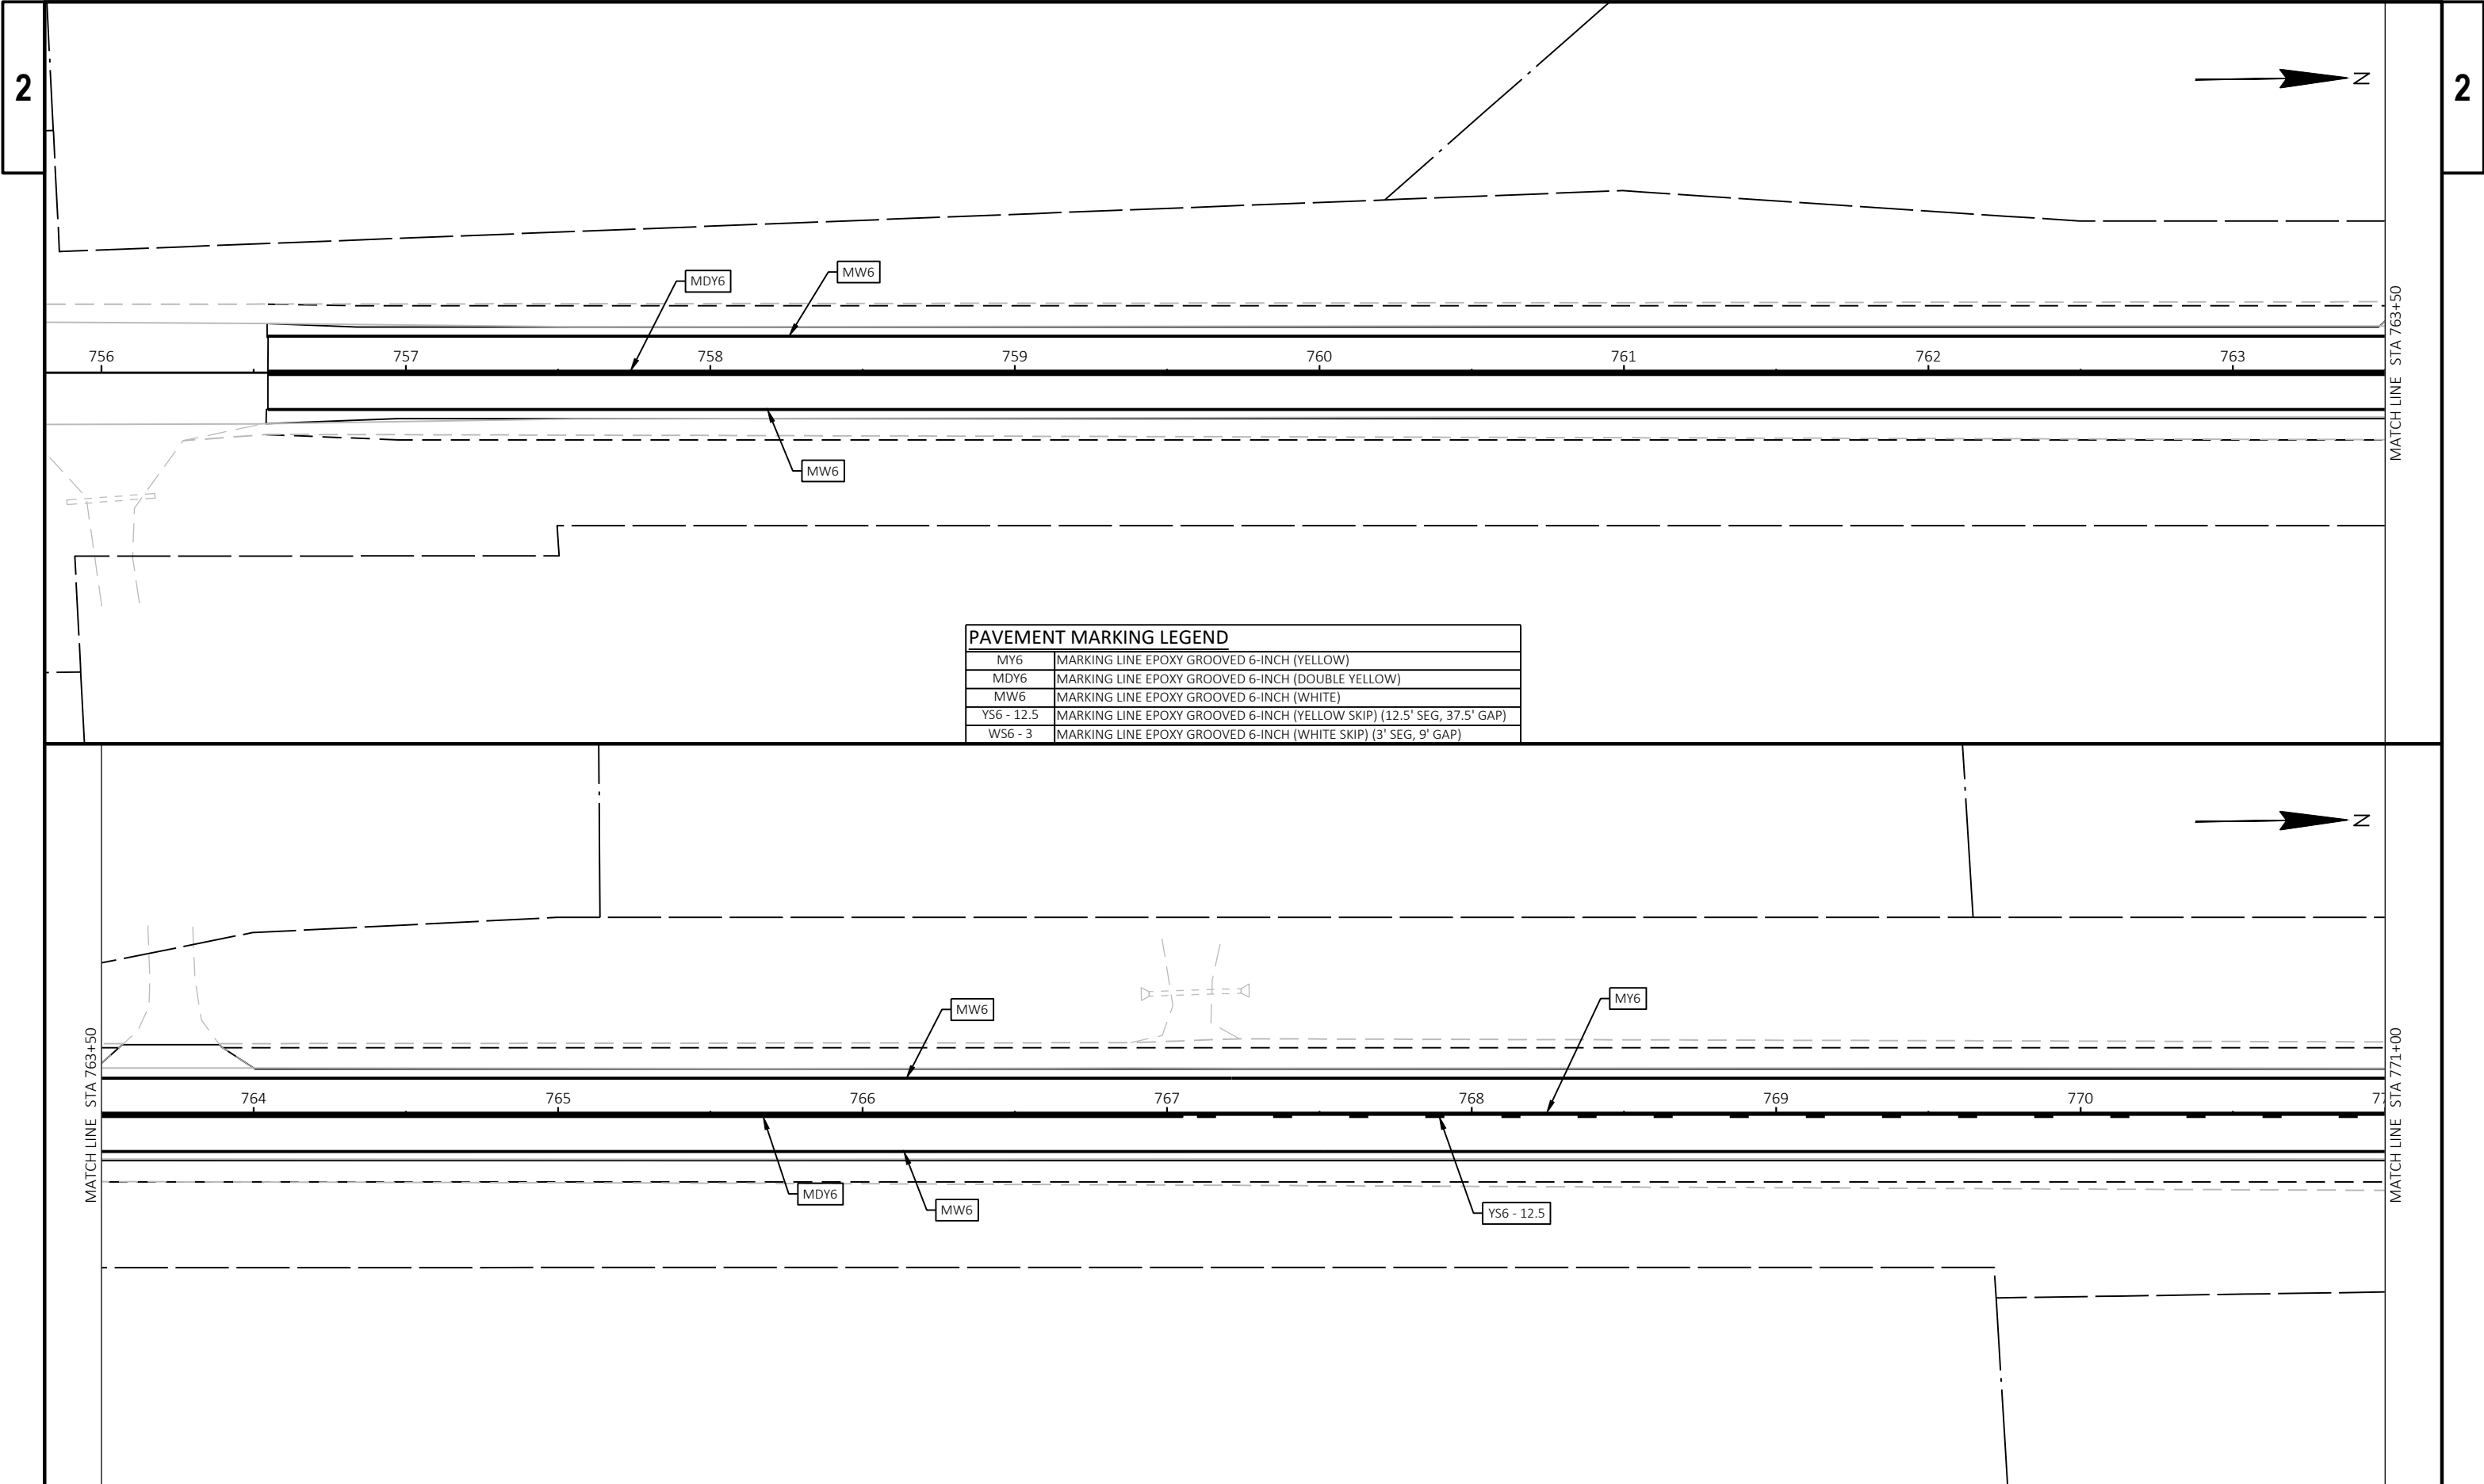 2
2
N
MDY6
MW6
756
757
758
759
760
761
762
763
MATCH LINE STA 763+50
MW6
PAVEMENT MARKING LEGEND
MY6 MARKING LINE EPOXY GROOVED 6-INCH (YELLOW)
MDY6 MARKING LINE EPOXY GROOVED 6-INCH (DOUBLE YELLOW)
MW6 MARKING LINE EPOXY GROOVED 6-INCH (WHITE)
YS6 - 12.5 MARKING LINE EPOXY GROOVED 6-INCH (YELLOW SKIP) (12.5' SEG, 37.5' GAP)
WS6 - 3 MARKING LINE EPOXY GROOVED 6-INCH (WHITE SKIP) (3' SEG, 9' GAP)
N
MW6
MY6
MATCH LINE STA 763+50
764
765
766
767
768
769
770
MATCH LINE STA 771+00
MDY6
MW6
YS6 - 12.5